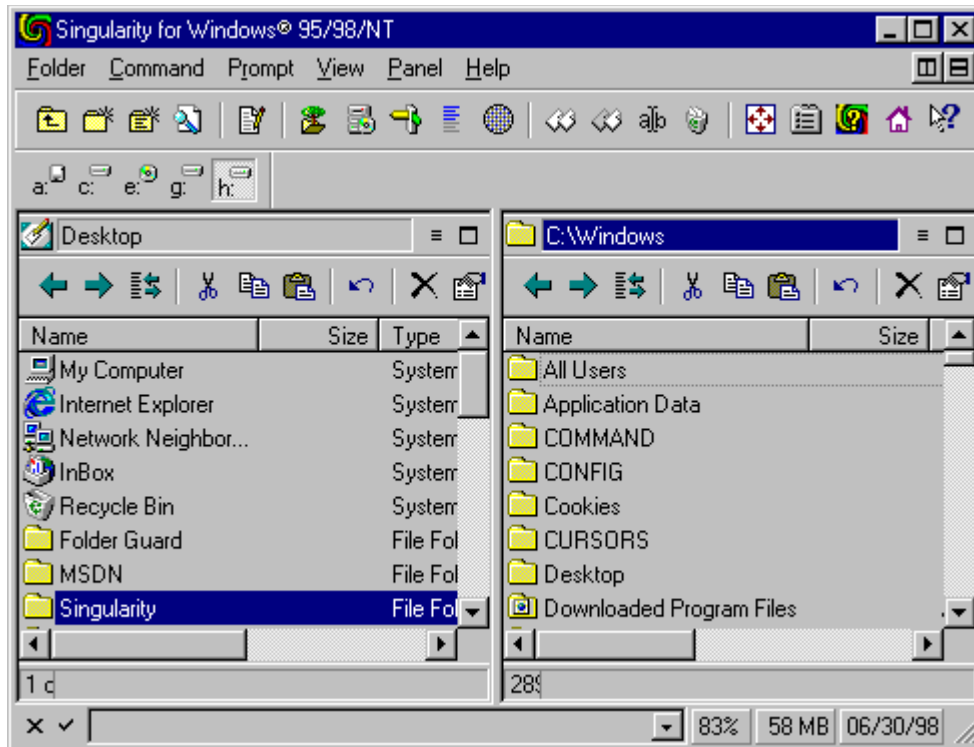 Singularity for Windows® 95/98/NT
Folder Command Prompt View Panel Help
a: c: e: g: h:
Desktop
Name Size Type
My Computer System
Internet Explorer System
Network Neighbor... System
InBox System
Recycle Bin System
Folder Guard File Fol
MSDN File Fol
Singularity File Fol
1
C:\Windows
Name Size
All Users
Application Data
COMMAND
CONFIG
Cookies
CURSORS
Desktop
Downloaded Program Files
83% 58 MB 06/30/98